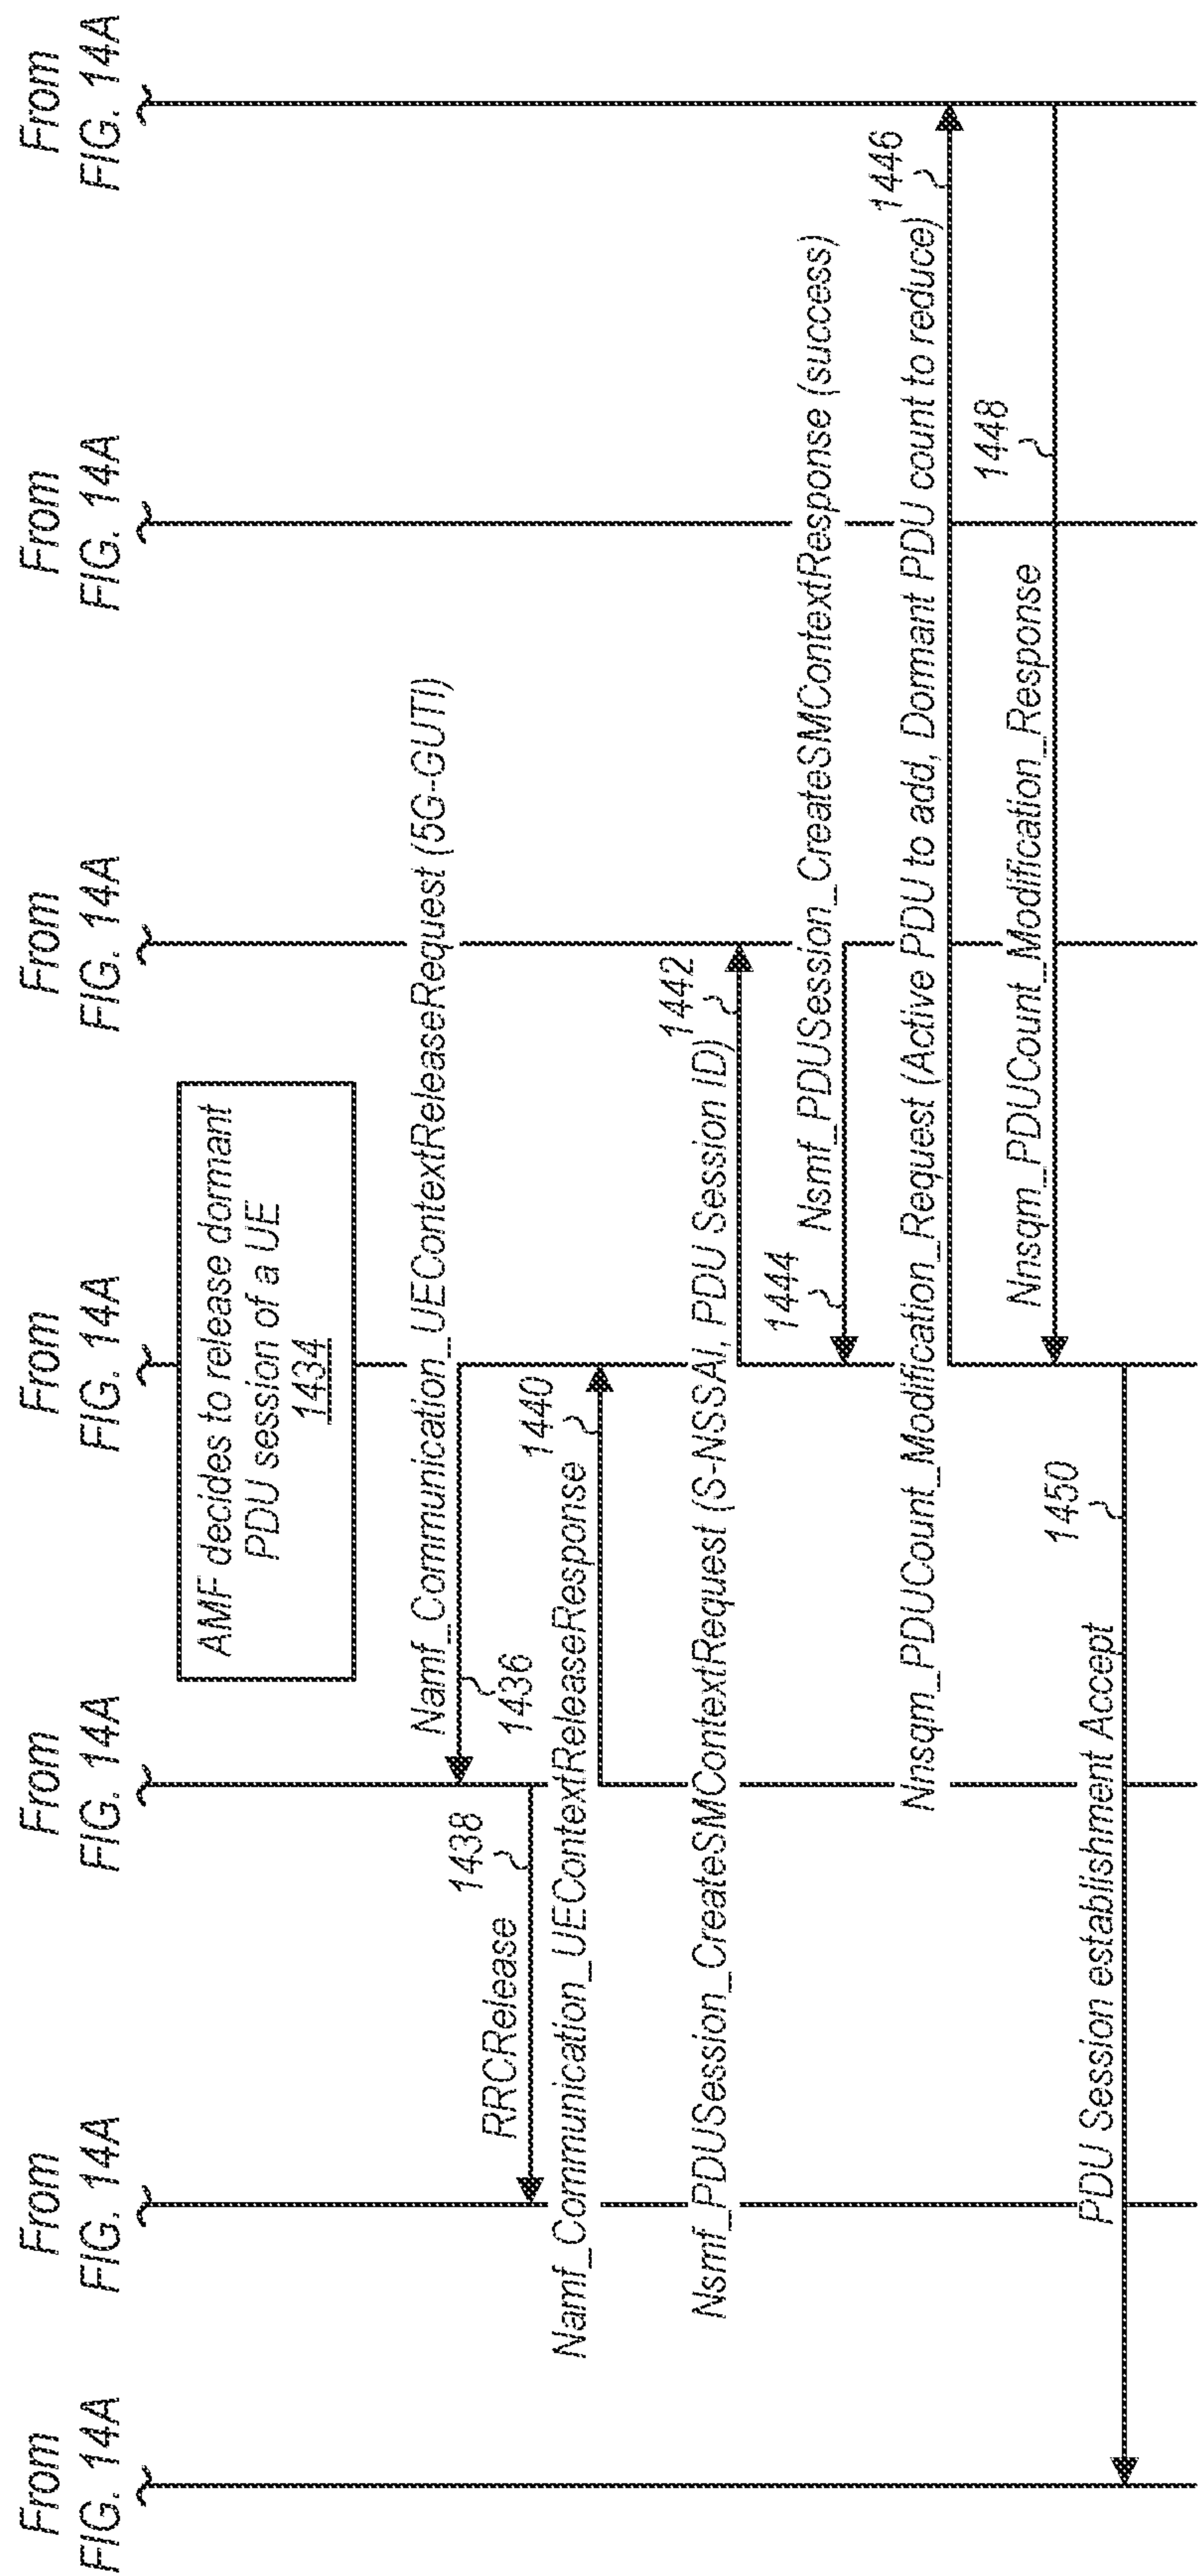 From
FIG. 14A
From
FIG. 14A
From
FIG. 14A
From
FIG. 14A
From
FIG. 14A
From
FIG. 14A
From
FIG. 14A
AMF decides to release dormant
PDU session of a UE
1434
Namf_Communication_UEContextReleaseRequest (5G-GUTI)
1436
1438
RRCRelease
Namf_Communication_UEContextReleaseResponse
1440
Nsmf_PDUSession_CreateSMContextRequest (S-NSSAI, PDU Session ID)
1442
1444
Nsmf_PDUSession_CreateSMContextResponse (success)
Nnsqm_PDUCount_Modification_Request (Active PDU to add, Dormant PDU count to reduce)
1446
1448
Nnsqm_PDUCount_Modification_Response
PDU Session establishment Accept
1450